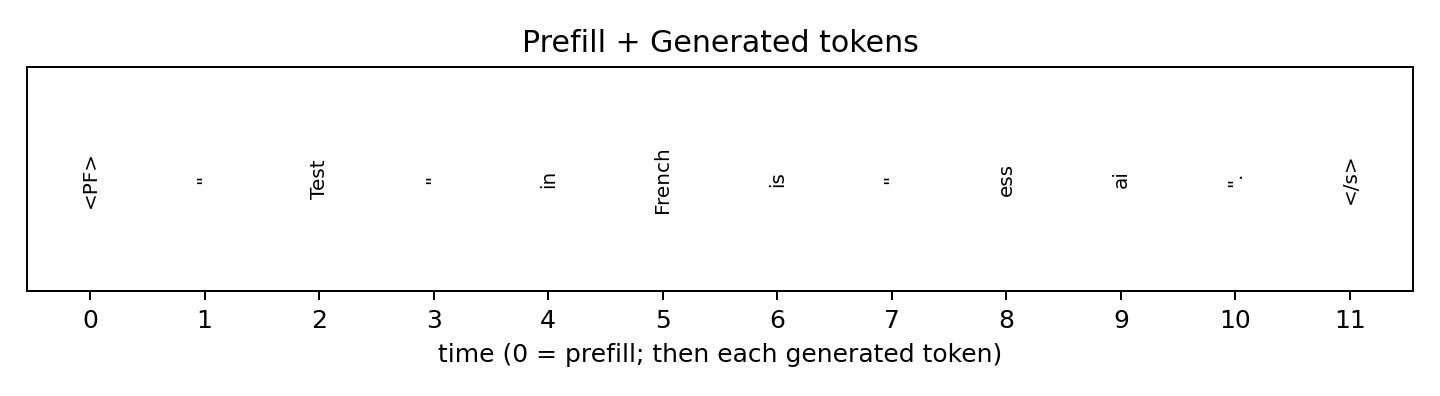 Prefill + Generated tokens
<PF> " Test " in French is " ess ai ". </s>
0 1 2 3 4 5 6 7 8 9 10 11
time (0 = prefill; then each generated token)